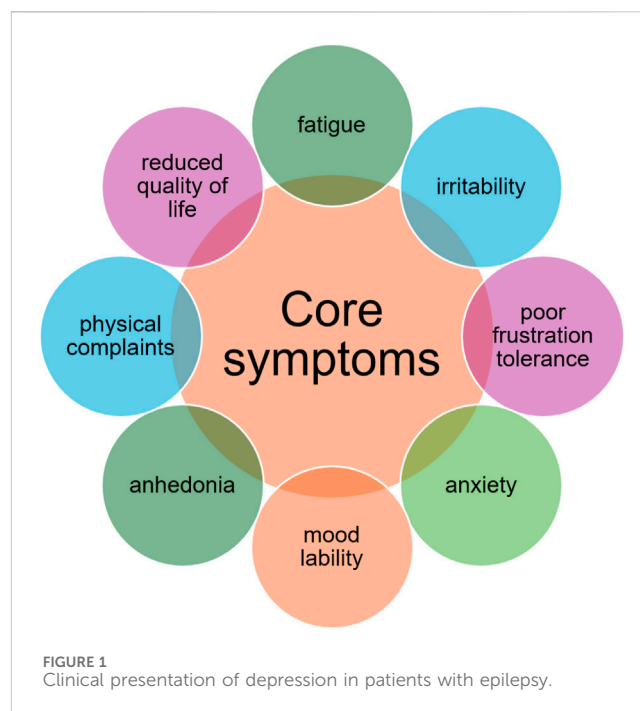 fatigue
irritability
poor
frustration
tolerance
anxiety
mood
lability
anhedonia
physical
complaints
reduced
quality of
life
Core
symptoms
FIGURE 1
Clinical presentation of depression in patients with epilepsy.